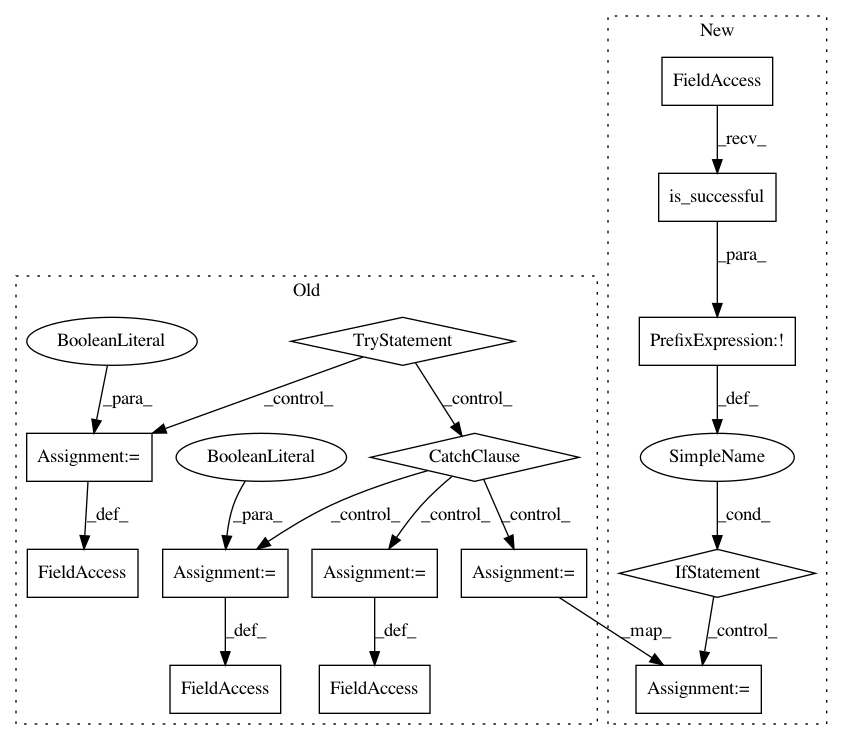 New
FieldAccess
_recv_
is_successful
_para_
Old
BooleanLiteral
TryStatement
PrefixExpression:!
_para_
_control_
_control_
_def_
Assignment:=
BooleanLiteral
CatchClause
SimpleName
_def_
_para_
_control_
_control_
_control_
_cond_
FieldAccess
Assignment:=
Assignment:=
Assignment:=
IfStatement
_def_
_def_
_map_
_control_
FieldAccess
FieldAccess
Assignment:=